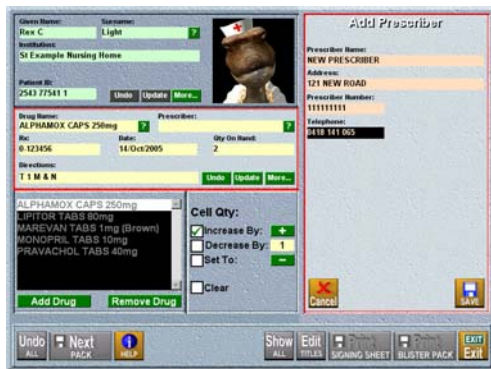 Given Name: Surname:
Rex C Light ?
Institution:
St Example Nursing Home
Patient ID:
2543 77541 1 Undo Update More...
Drug Name: Prescriber:
ALPHAMOX CAPS 250mg ? ?
Rx: Date: Qty On Hand:
0-123456 14/Oct/2005 2
Directions:
T 1 M & N Undo Update More...
ALPHAMOX CAPS 250mg
LIPITOR TABS 80mg
MAREVAN TABS 1mg (Brown)
MONOPRIL TABS 10mg
PRAVACHOL TABS 40mg
Add Drug Remove Drug
Cell Qty:
Increase By: +
Decrease By: 1
Set To: -
Clear
Add Prescriber
Prescriber Name:
NEW PRESCRIBER
Address:
121 NEW ROAD
Prescriber Number:
111111111
Telephone:
0418 141 065
Cancel SAVE
Undo ALL
Next PACK
HELP
Show ALL
Edit TITLES
Print SIGNING SHEET
Print BLISTER PACK
EXIT
Exit